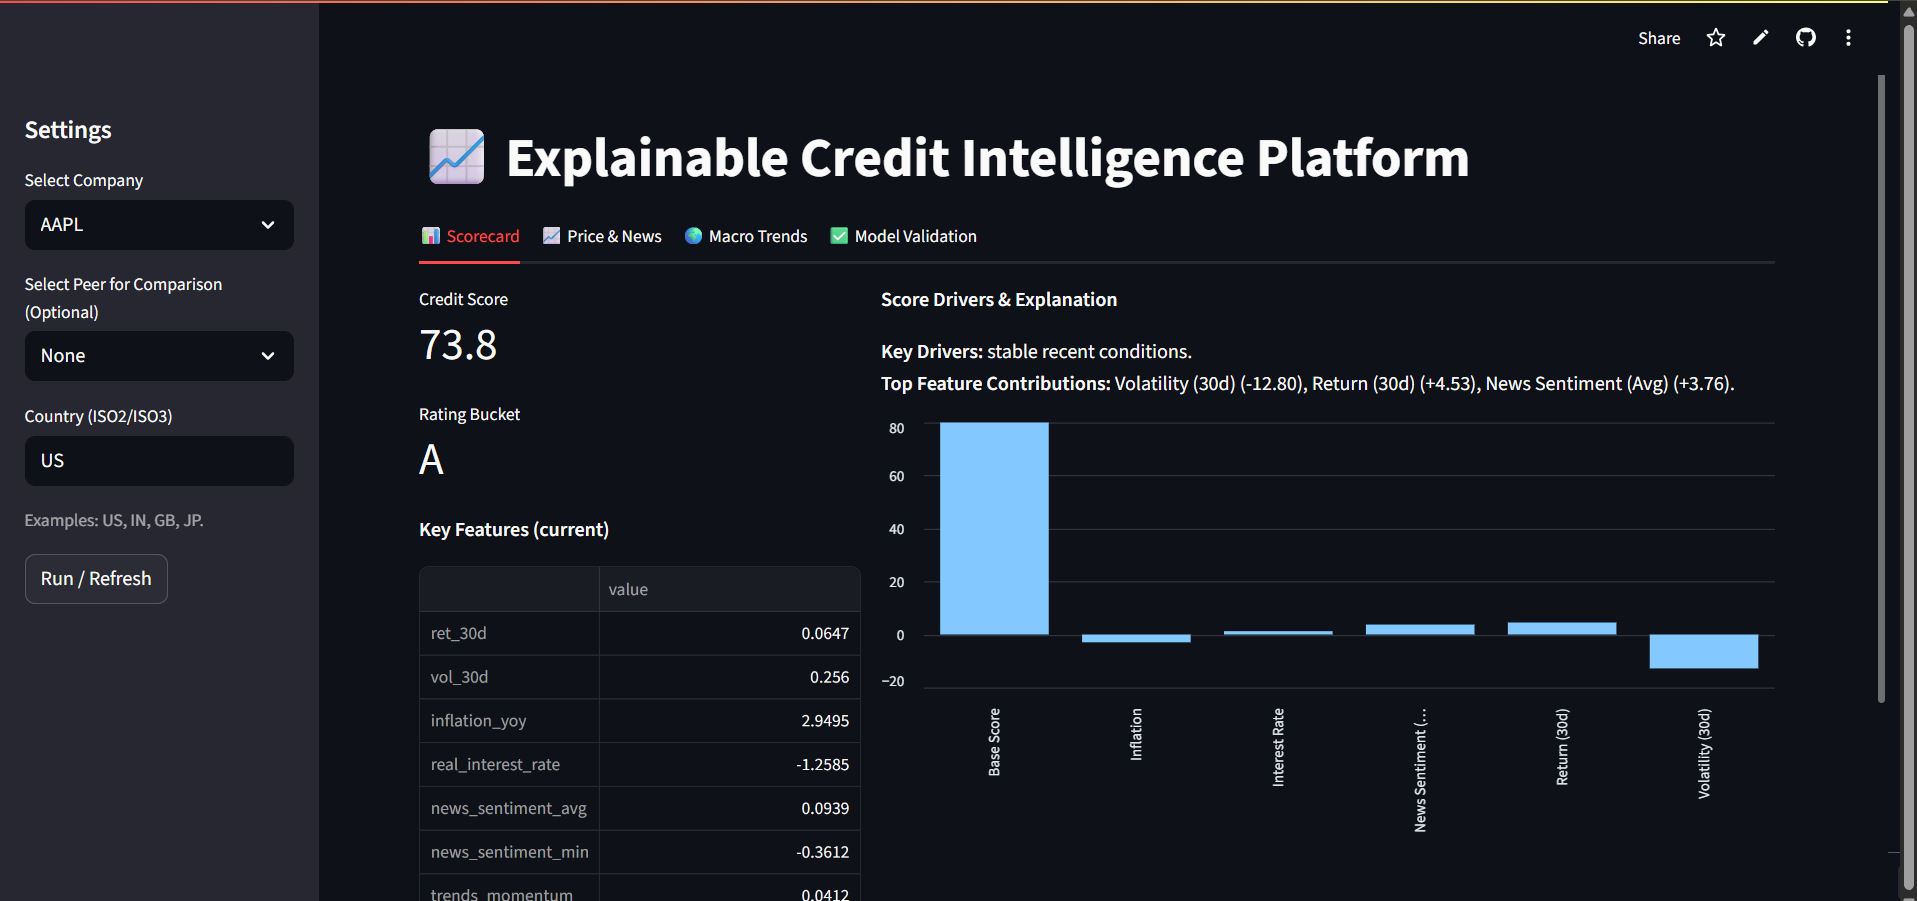 Share
Settings
Select Company
AAPL
Select Peer for Comparison
(Optional)
None
Country (ISO2/ISO3)
US
Examples: US, IN, GB, JP.
Run / Refresh
Explainable Credit Intelligence Platform
Scorecard
Price & News
Macro Trends
Model Validation
Credit Score
73.8
Rating Bucket
A
Key Features (current)
value
ret_30d 0.0647
vol_30d 0.256
inflation_yoy 2.9495
real_interest_rate -1.2585
news_sentiment_avg 0.0939
news_sentiment_min -0.3612
trends_momentum 0.0412
Score Drivers & Explanation
Key Drivers: stable recent conditions.
Top Feature Contributions: Volatility (30d) (-12.80), Return (30d) (+4.53), News Sentiment (Avg) (+3.76).
80
60
40
20
0
−20
Base Score
Inflation
Interest Rate
News Sentiment (…
Return (30d)
Volatility (30d)